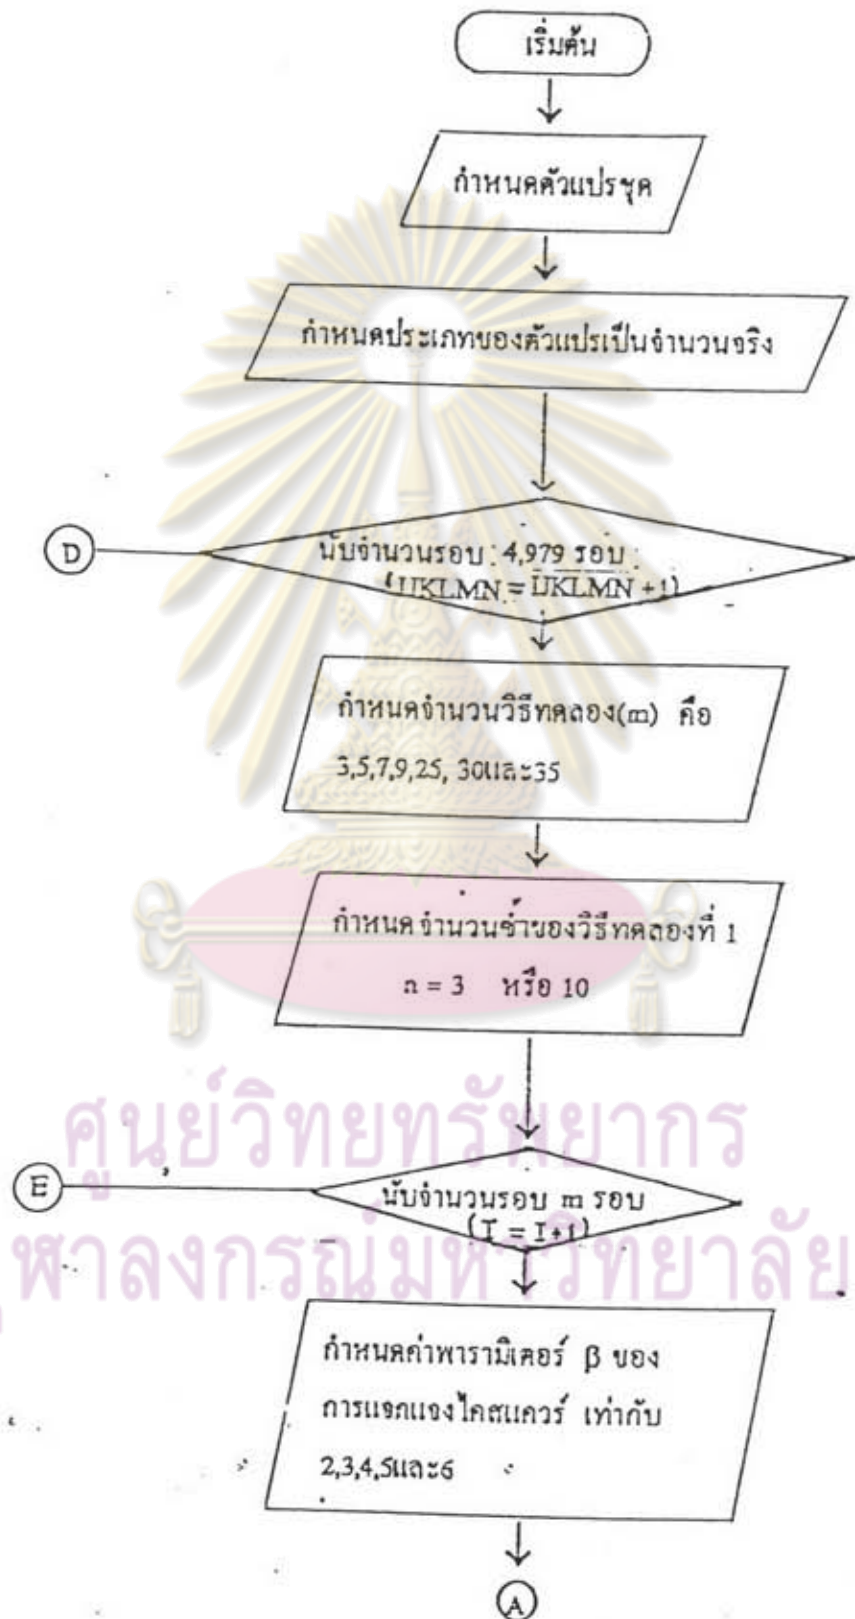 เริ่มต้น
กำหนดตัวแปรชุด
กำหนดประเภทของตัวแปรเป็นจำนวนจริง
D
นับจำนวนรอบ 4,979 รอบ
(IJKLMN = IJKLMN +1)
กำหนดจำนวนวิธีทดลอง(m) คือ
3,5,7,9,25, 30และ35
กำหนดจำนวนซ้ำของวิธีทดลองที่ 1
n = 3 หรือ 10
ศูนย์วิทยทรัพยากร
E
นับจำนวนรอบ m รอบ
(I = I+1)
ฬาลงกรณ์มหาวิทยาลัย
กำหนดค่าพารามิเตอร์ β ของ
การแจกแจงไคสแควร์ เท่ากับ
2,3,4,5และ6
A